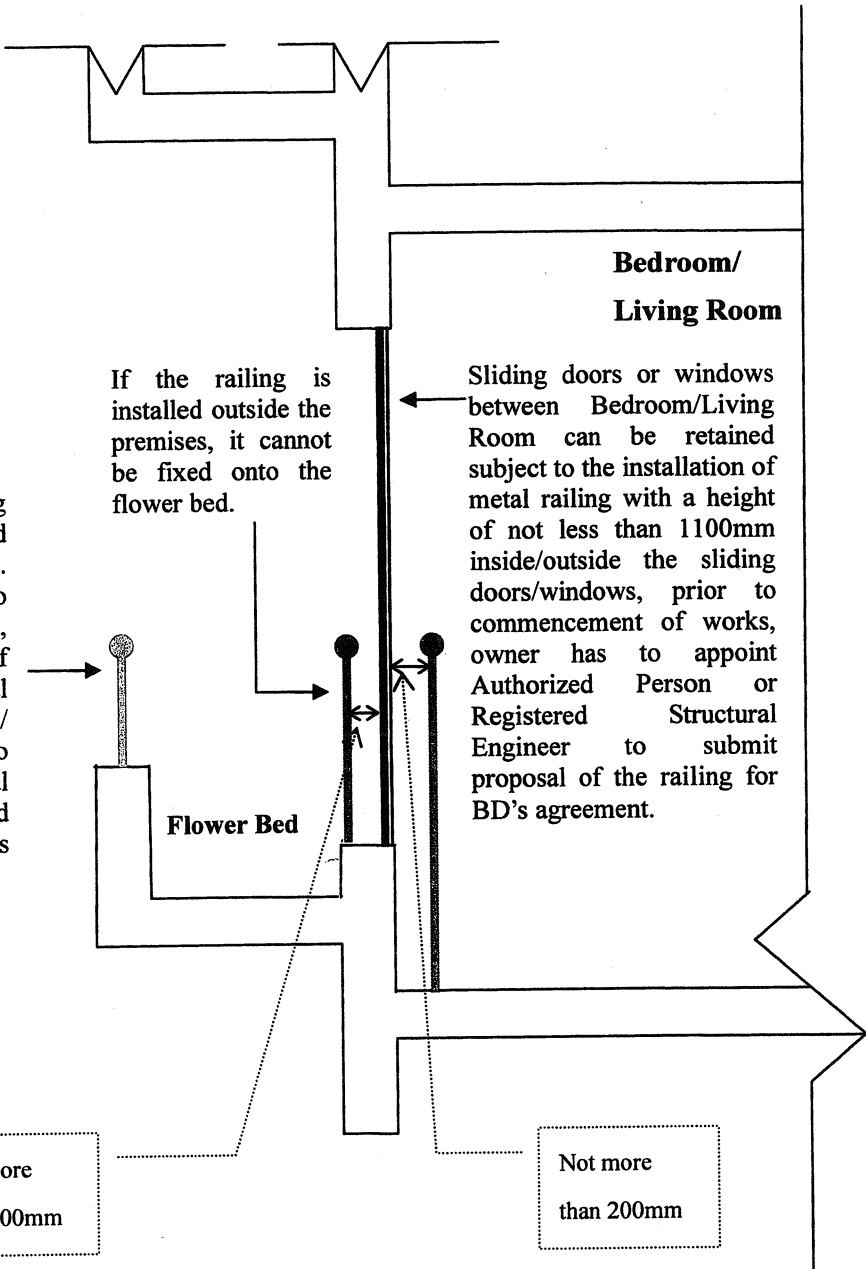 Bedroom/
Living Room
If the railing is
installed outside the
premises, it cannot
be fixed onto the
flower bed.
Sliding doors or windows
between Bedroom/Living
Room can be retained
subject to the installation of
metal railing with a height
of not less than 1100mm
inside/outside the sliding
doors/windows, prior to
commencement of works,
owner has to appoint
Authorized Person or
Registered Structural
Engineer to submit
proposal of the railing for
BD's agreement.
Flower Bed
Not more
than 200mm